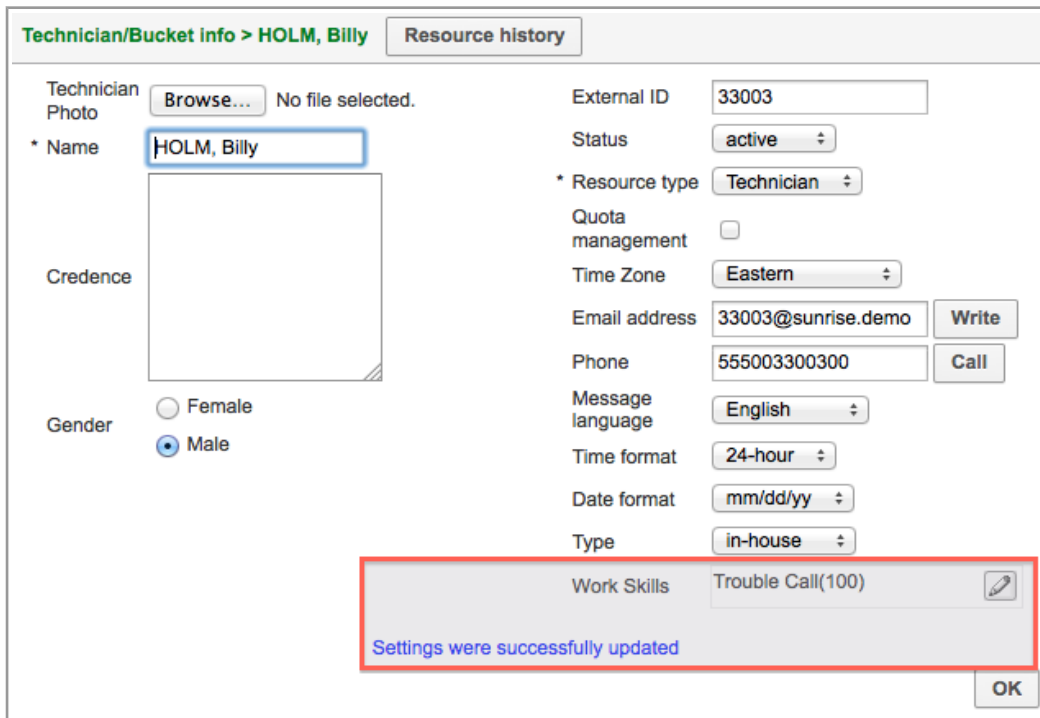 Technician/Bucket info > HOLM, Billy Resource history
Technician
Photo
Browse... No file selected.
* Name HOLM, Billy
Credence
Gender
Female
Male
External ID 33003
Status active
* Resource type Technician
Quota
management
Time Zone Eastern
Email address 33003@sunrise.demo Write
Phone 555003300300 Call
Message
language
English
Time format 24-hour
Date format mm/dd/yy
Type in-house
Work Skills Trouble Call(100)
Settings were successfully updated
OK